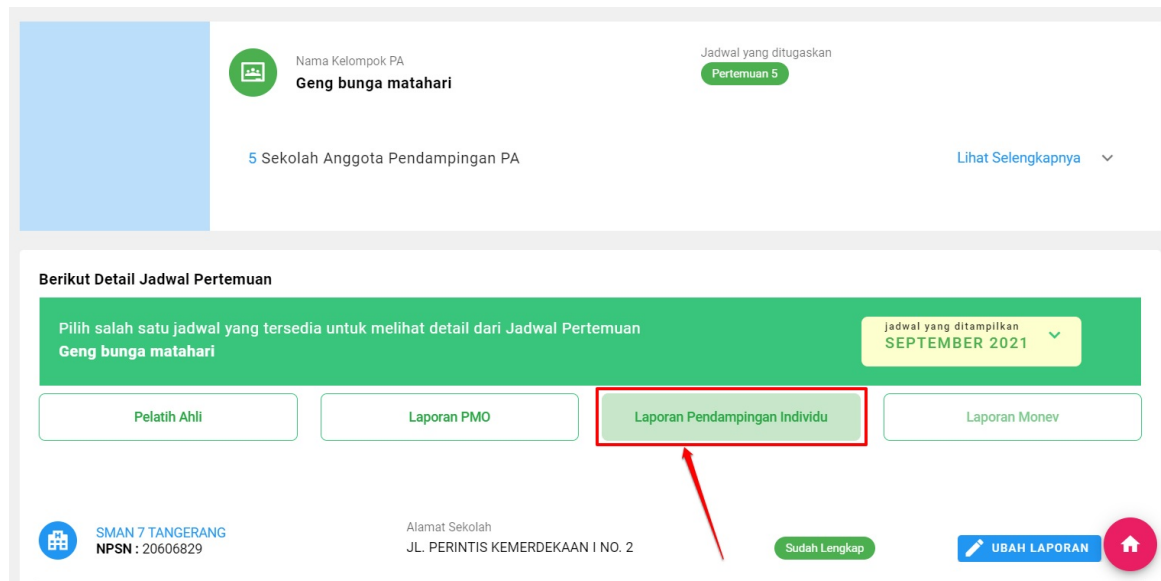 Nama Kelompok PA
Geng bunga matahari
Jadwal yang ditugaskan
Pertemuan 5
5 Sekolah Anggota Pendampingan PA
Lihat Selengkapnya
Berikut Detail Jadwal Pertemuan
Pilih salah satu jadwal yang tersedia untuk melihat detail dari Jadwal Pertemuan
Geng bunga matahari
jadwal yang ditampilkan
SEPTEMBER 2021
Pelatih Ahli
Laporan PMO
Laporan Pendampingan Individu
Laporan Monev
SMAN 7 TANGERANG
NPSN : 20606829
Alamat Sekolah
JL. PERINTIS KEMERDEKAAN I NO. 2
Sudah Lengkap
UBAH LAPORAN